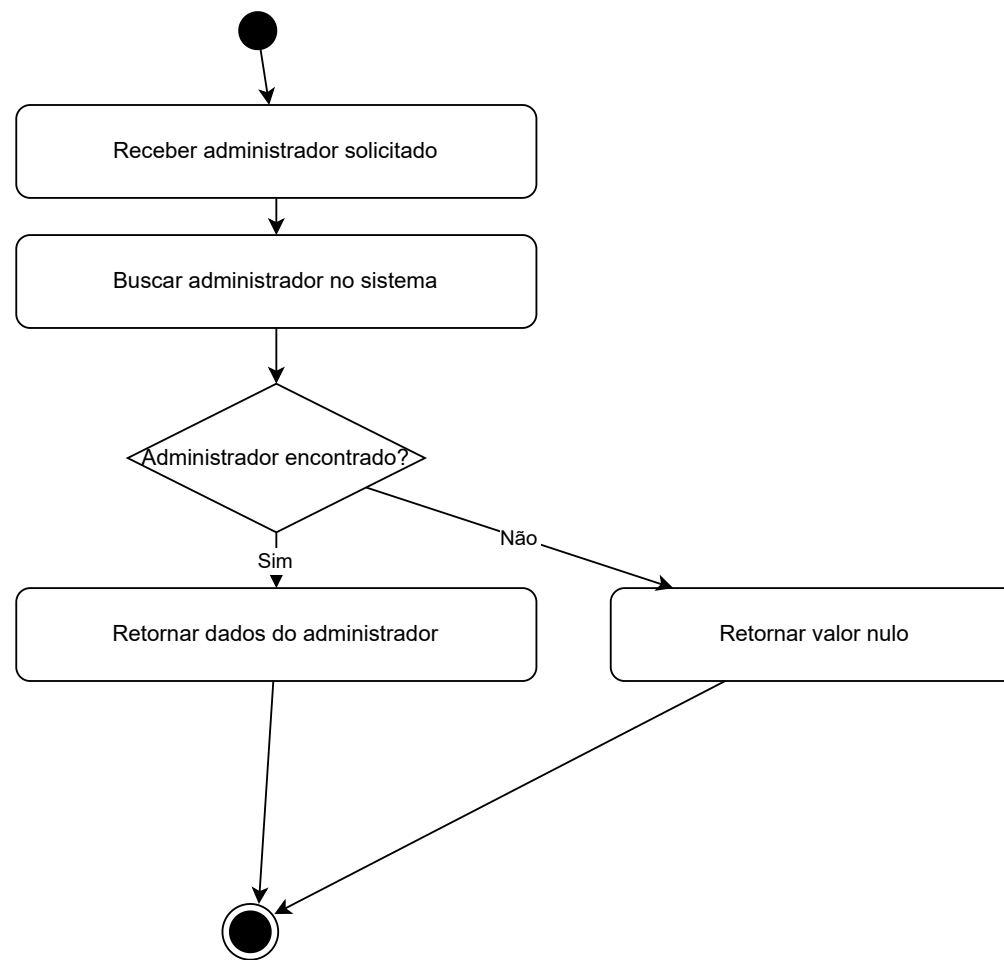 Receber administrador solicitado
Buscar administrador no sistema
Administrador encontrado?
Não
Sim
Retornar dados do administrador
Retornar valor nulo